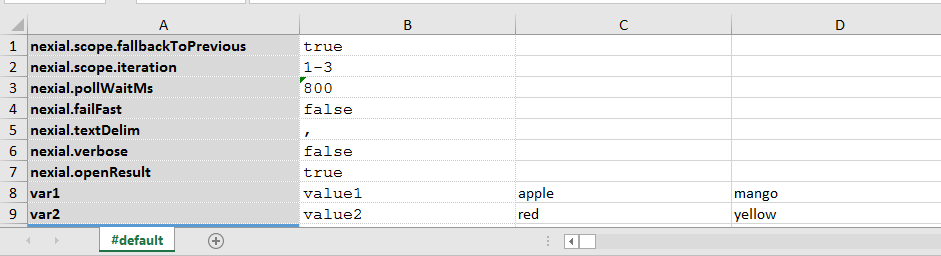 A B C D
1 nexial.scope.fallbackToPrevious true
2 nexial.scope.iteration 1-3
3 nexial.pollWaitMs 800
4 nexial.failFast false
5 nexial.textDelim ,
6 nexial.verbose false
7 nexial.openResult true
8 var1 value1 apple mango
9 var2 value2 red yellow
#default